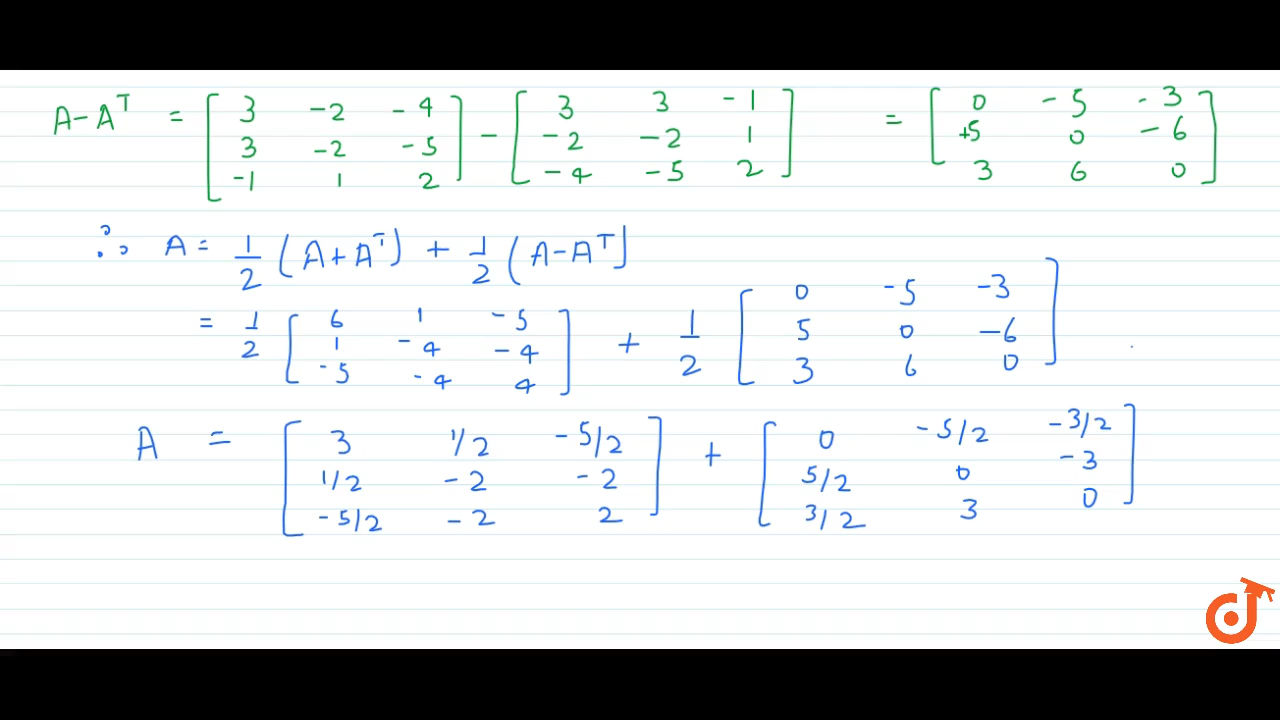 A-Aᵀ = [3 -2 -4; 3 -2 -5; -1 1 2] - [3 3 -1; -2 -2 1; -4 -5 2] = [0 -5 -3; +5 0 -6; 3 6 0]
∴ A = 1/2 (A+Aᵀ) + 1/2 (A-Aᵀ]
= 1/2 [6 1 -5; 1 -4 -4; -5 -4 4] + 1/2 [0 -5 -3; 5 0 -6; 3 6 0]
A = [3 1/2 -5/2; 1/2 -2 -2; -5/2 -2 2] + [0 -5/2 -3/2; 5/2 0 -3; 3/2 3 0]